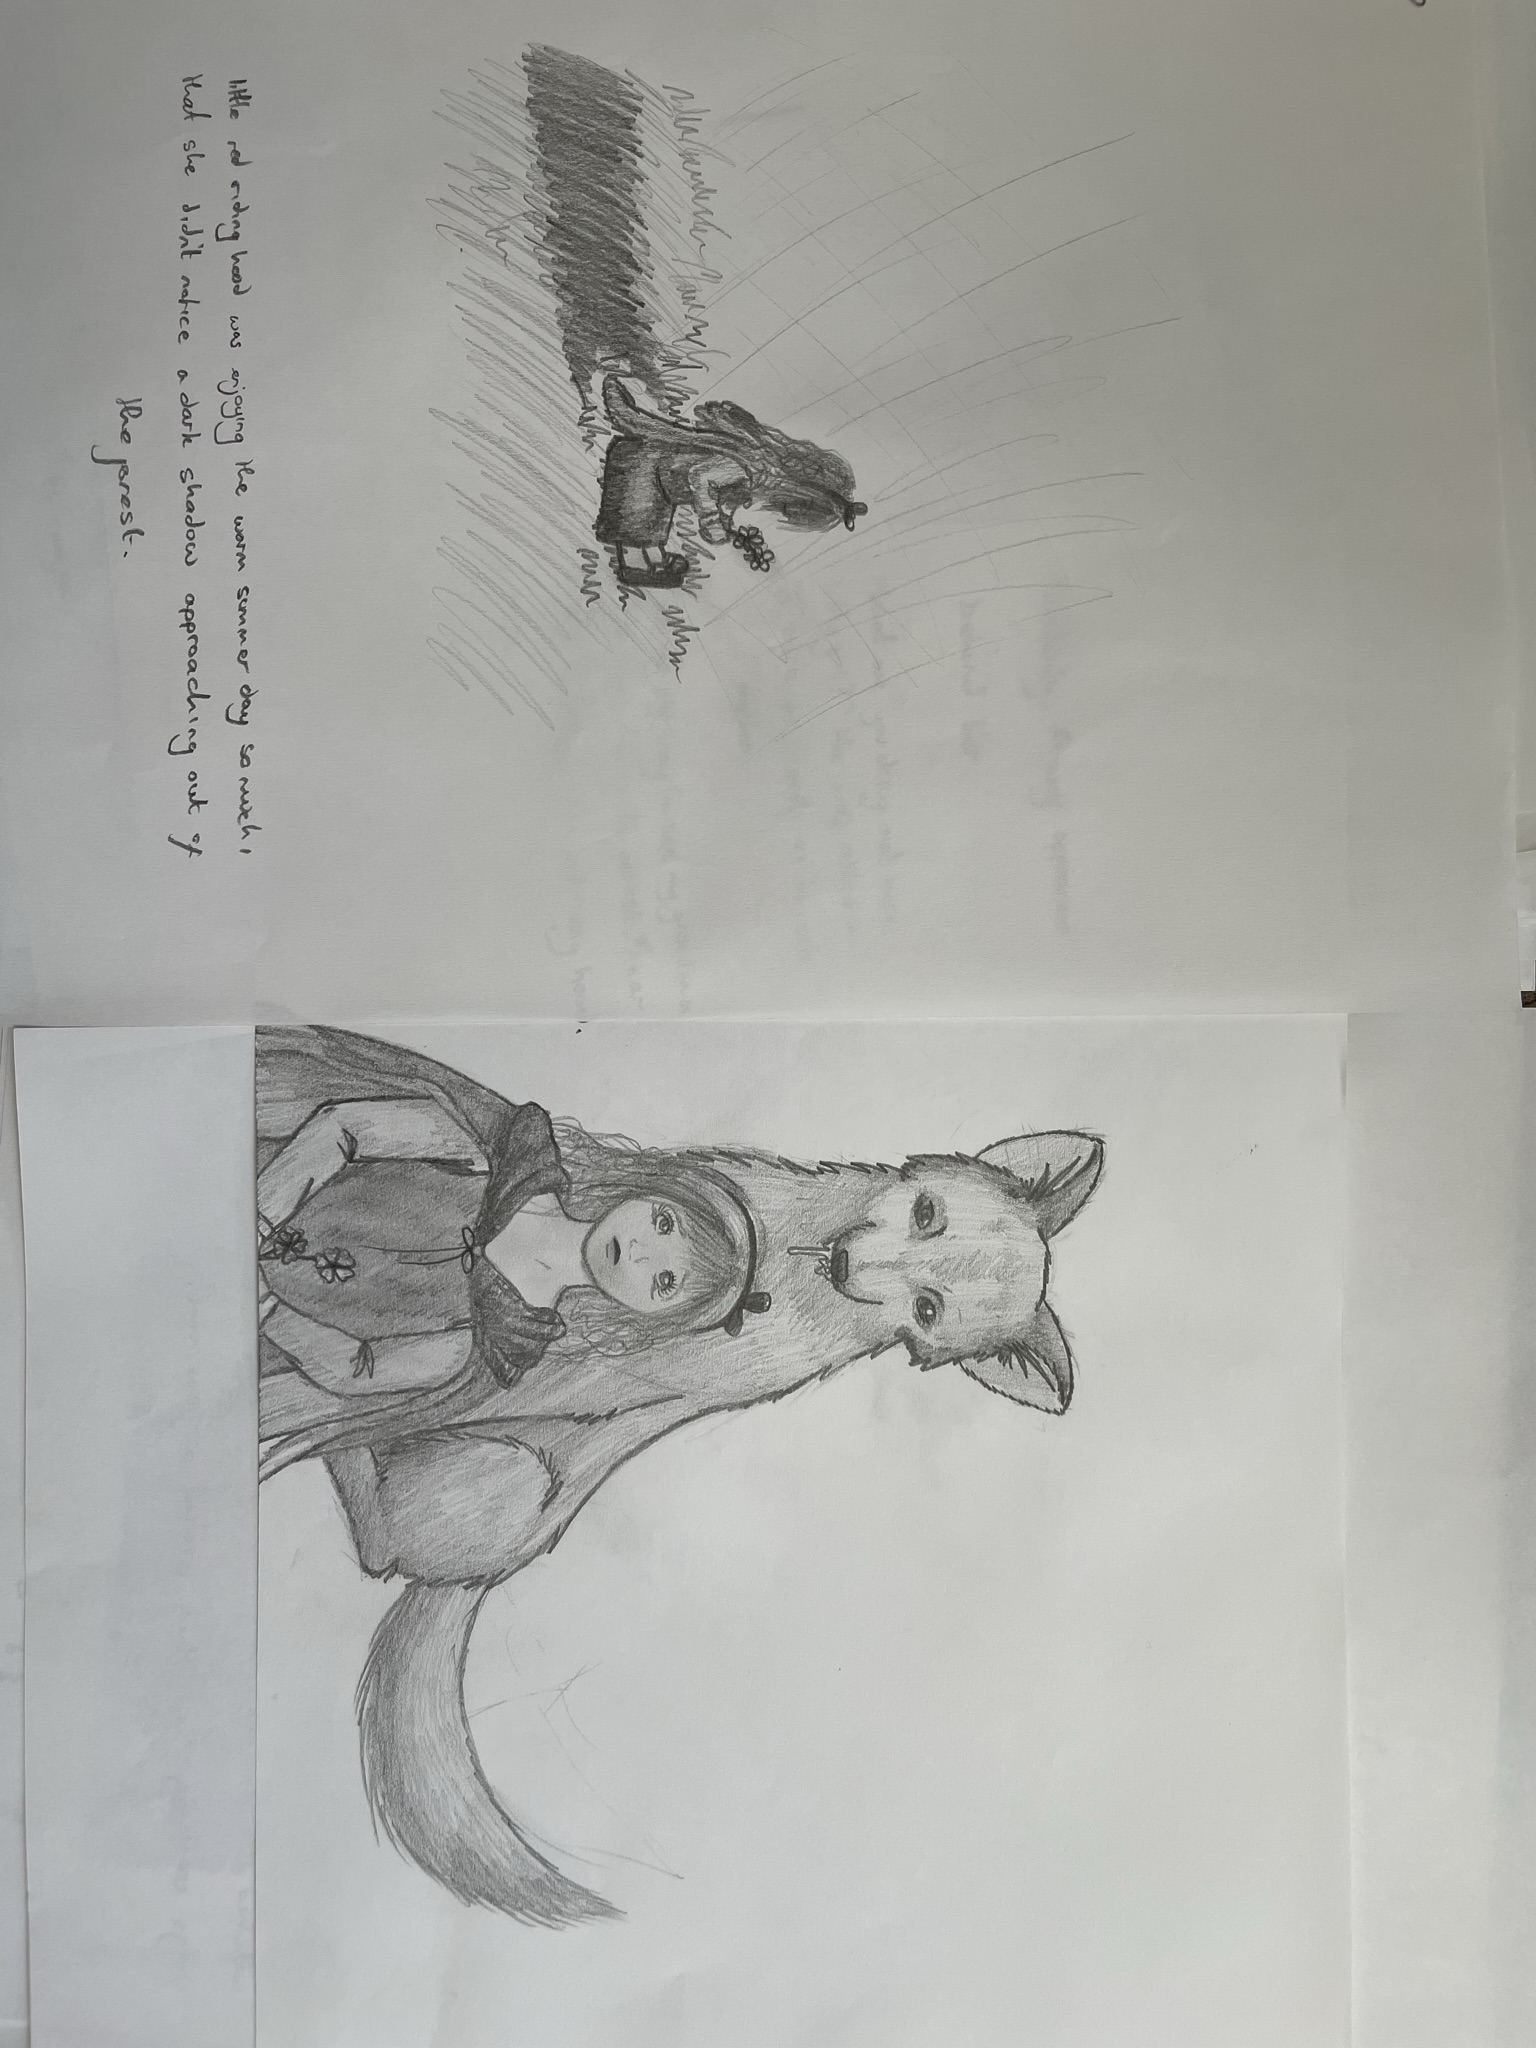 little red riding hood was enjoying the warm summer day so much,
that she didn't notice a dark shadow approaching out of
the forest.